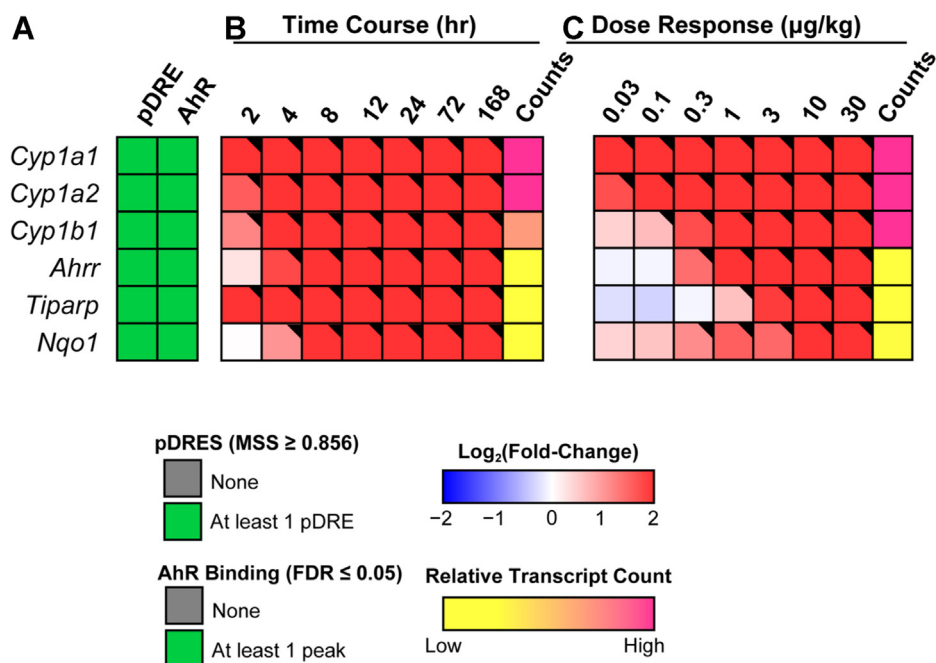 A
B Time Course (hr)
C Dose Response (µg/kg)
pDRE AhR
2 4 8 12 24 72 168 Counts
0.03 0.1 0.3 1 3 10 30 Counts
Cyp1a1
Cyp1a2
Cyp1b1
Ahrr
Tiparp
Nqo1
pDRES (MSS ≥ 0.856)
None
At least 1 pDRE
Log₂(Fold-Change)
−2 −1 0 1 2
AhR Binding (FDR ≤ 0.05)
None
At least 1 peak
Relative Transcript Count
Low High